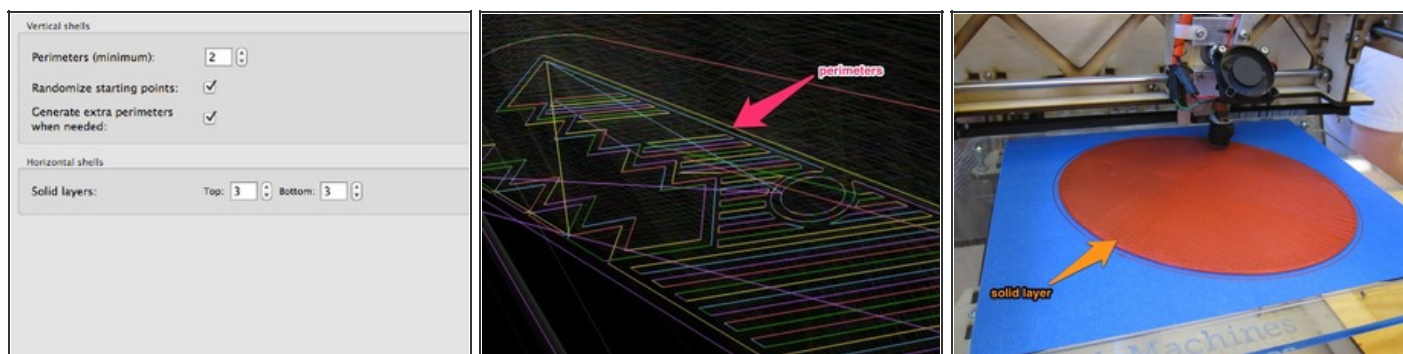 Vertical shells
Perimeters (minimum): 2
Randomize starting points:
Generate extra perimeters
when needed:
Horizontal shells
Solid layers: Top: 3 Bottom: 3
perimeters
solid layer
Machines